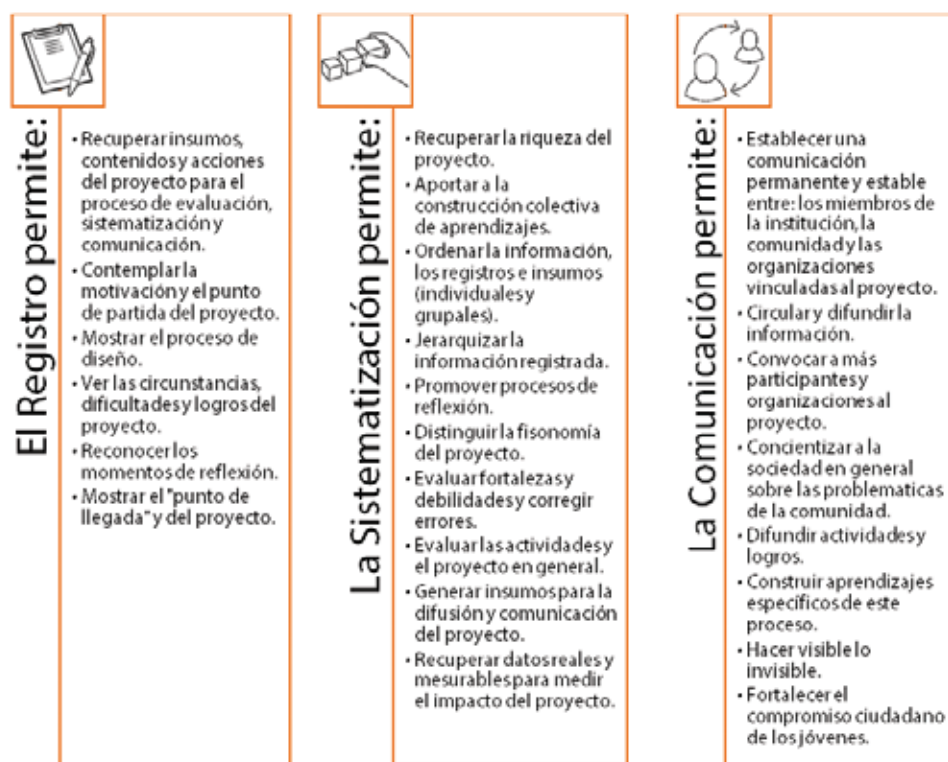 El Registro permite:
• Recuperar insumos,
contenidos y acciones
del proyecto para el
proceso de evaluación,
sistematización y
comunicación.
• Contemplar la
motivación y el punto
de partida del proyecto.
• Mostrar el proceso de
diseño.
• Ver las circunstancias,
dificultades y logros del
proyecto.
• Reconocer los
momentos de reflexión.
• Mostrar el "punto de
llegada" y del proyecto.
La Sistematización permite:
• Recuperar la riqueza del
proyecto.
• Aportar a la
construcción colectiva
de aprendizajes.
• Ordenar la información,
los registros e insumos
(individuales y
grupales).
• Jerarquizar la
información registrada.
• Promover procesos de
reflexión.
• Distinguir la fisonomía
del proyecto.
• Evaluar fortalezas y
debilidades y corregir
errores.
• Evaluar las actividades y
el proyecto en general.
• Generar insumos para la
difusión y comunicación
del proyecto.
• Recuperar datos reales y
mesurables para medir
el impacto del proyecto.
La Comunicación permite:
• Establecer una
comunicación
permanente y estable
entre: los miembros de
la institución, la
comunidad y las
organizaciones
vinculadas al proyecto.
• Circular y difundir la
información.
• Convocar a más
participantes y
organizaciones al
proyecto.
• Concientizar a la
sociedad en general
sobre las problematicas
de la comunidad.
• Difundir actividades y
logros.
• Construir aprendizajes
específicos de este
proceso.
• Hacer visible lo
invisible.
• Fortalecer el
compromiso ciudadano
de los jóvenes.